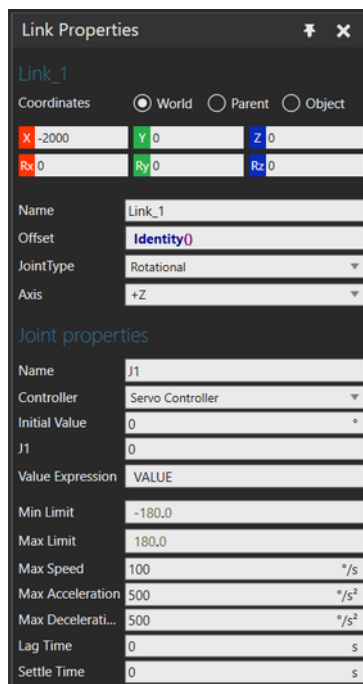 Link Properties
Link_1
Coordinates World Parent Object
X -2000 Y 0 Z 0
Rx 0 Ry 0 Rz 0
Name Link_1
Offset Identity()
JointType Rotational
Axis +Z
Joint properties
Name J1
Controller Servo Controller
Initial Value 0 °
J1 0
Value Expression VALUE
Min Limit -180.0
Max Limit 180.0
Max Speed 100 °/s
Max Acceleration 500 °/s²
Max Decelerati... 500 °/s²
Lag Time 0 s
Settle Time 0 s